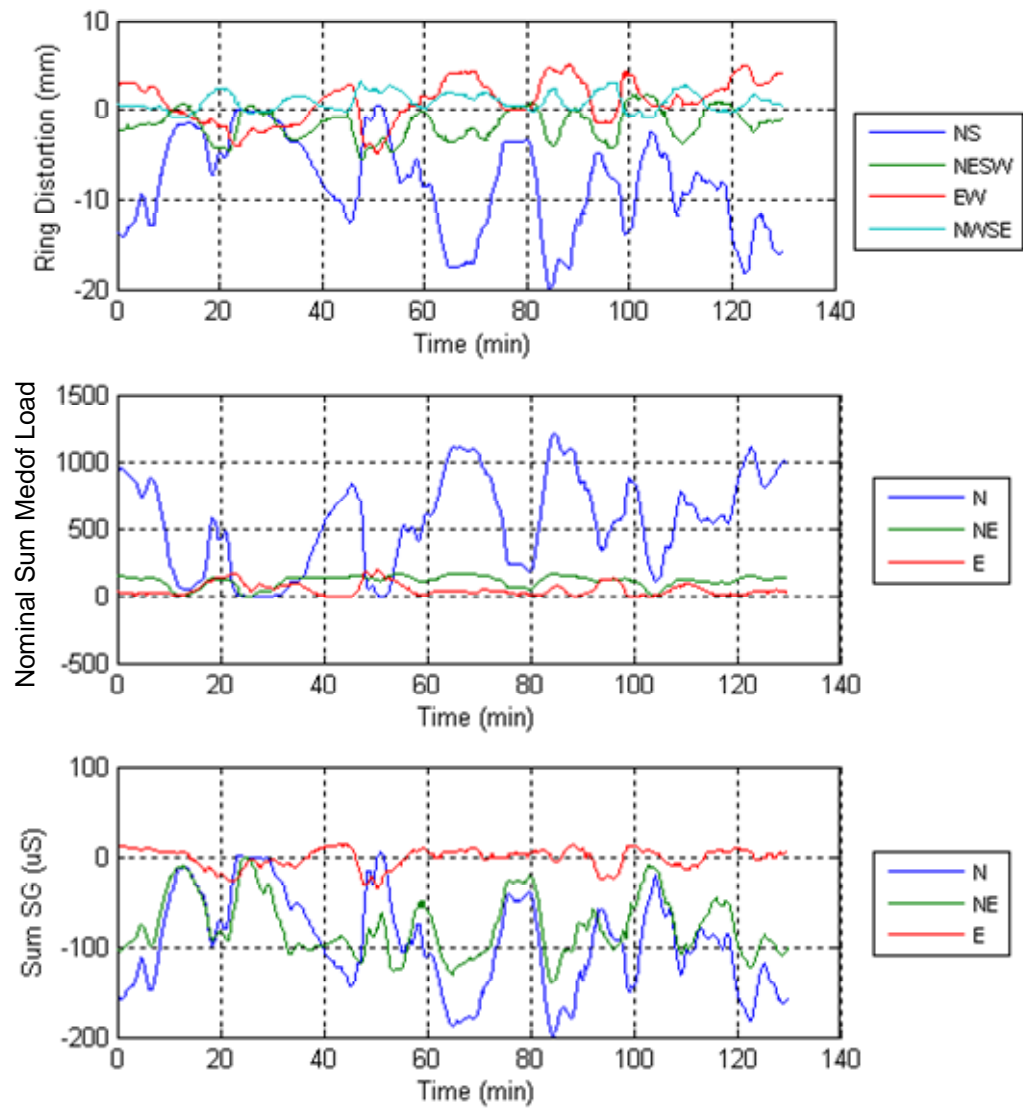 Ring Distortion (mm)
10
0
-10
-20
0 20 40 60 80 100 120 140
Time (min)
NS
NESW
EW
NWSE
Nominal Sum Medof Load
1500
1000
500
0
-500
0 20 40 60 80 100 120 140
Time (min)
N
NE
E
Sum SG (uS)
100
0
-100
-200
0 20 40 60 80 100 120 140
Time (min)
N
NE
E